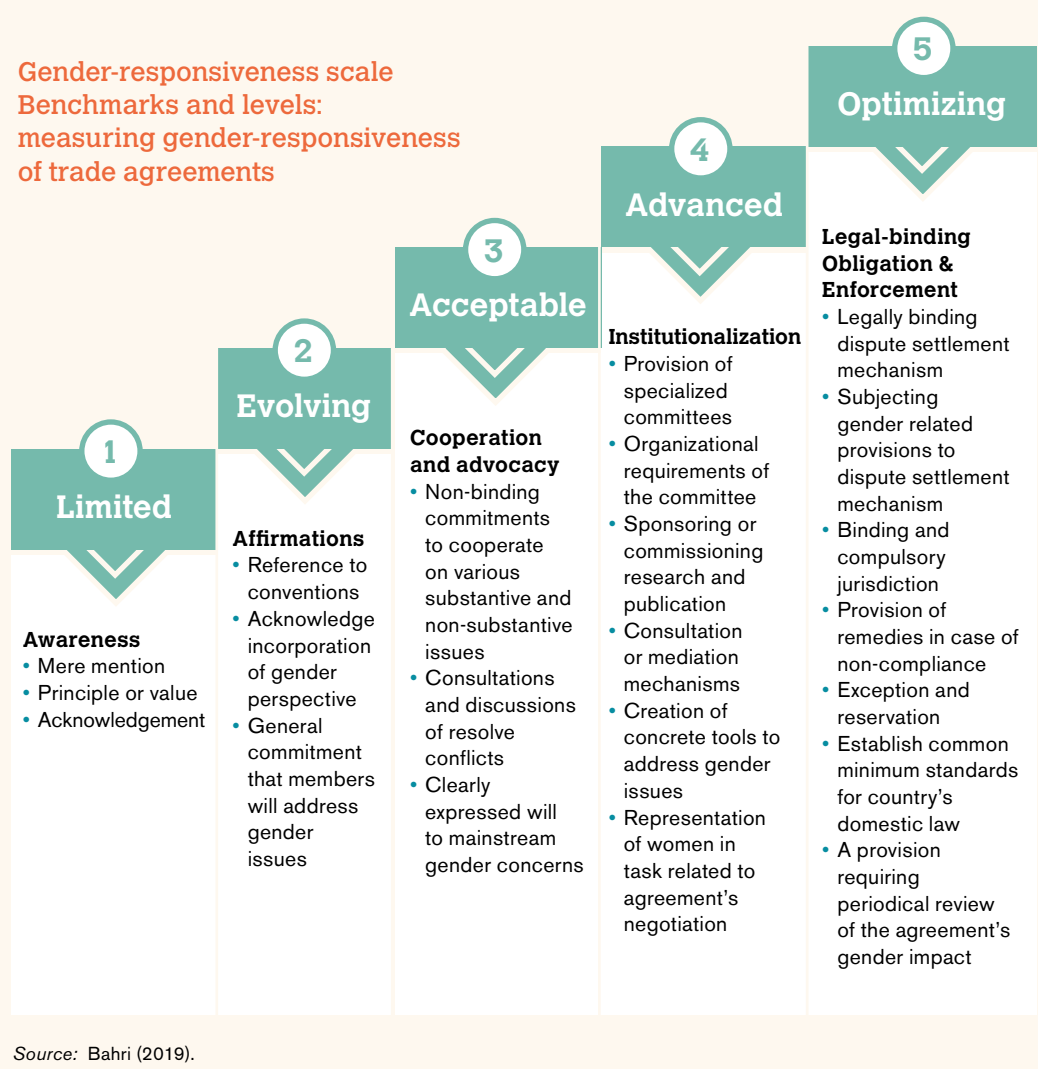 Gender-responsiveness scale
Benchmarks and levels:
measuring gender-responsiveness
of trade agreements
1
Limited
Awareness
• Mere mention
• Principle or value
• Acknowledgement
2
Evolving
Affirmations
• Reference to
conventions
• Acknowledge
incorporation
of gender
perspective
• General
commitment
that members
will address
gender
issues
3
Acceptable
Cooperation
and advocacy
• Non-binding
commitments
to cooperate
on various
substantive and
non-substantive
issues
• Consultations
and discussions
of resolve
conflicts
• Clearly
expressed will
to mainstream
gender concerns
4
Advanced
Institutionalization
• Provision of
specialized
committees
• Organizational
requirements of
the committee
• Sponsoring or
commissioning
research and
publication
• Consultation
or mediation
mechanisms
• Creation of
concrete tools to
address gender
issues
• Representation
of women in
task related to
agreement’s
negotiation
5
Optimizing
Legal-binding
Obligation &
Enforcement
• Legally binding
dispute settlement
mechanism
• Subjecting
gender related
provisions to
dispute settlement
mechanism
• Binding and
compulsory
jurisdiction
• Provision of
remedies in case of
non-compliance
• Exception and
reservation
• Establish common
minimum standards
for country’s
domestic law
• A provision
requiring
periodical review
of the agreement’s
gender impact
Source: Bahri (2019).